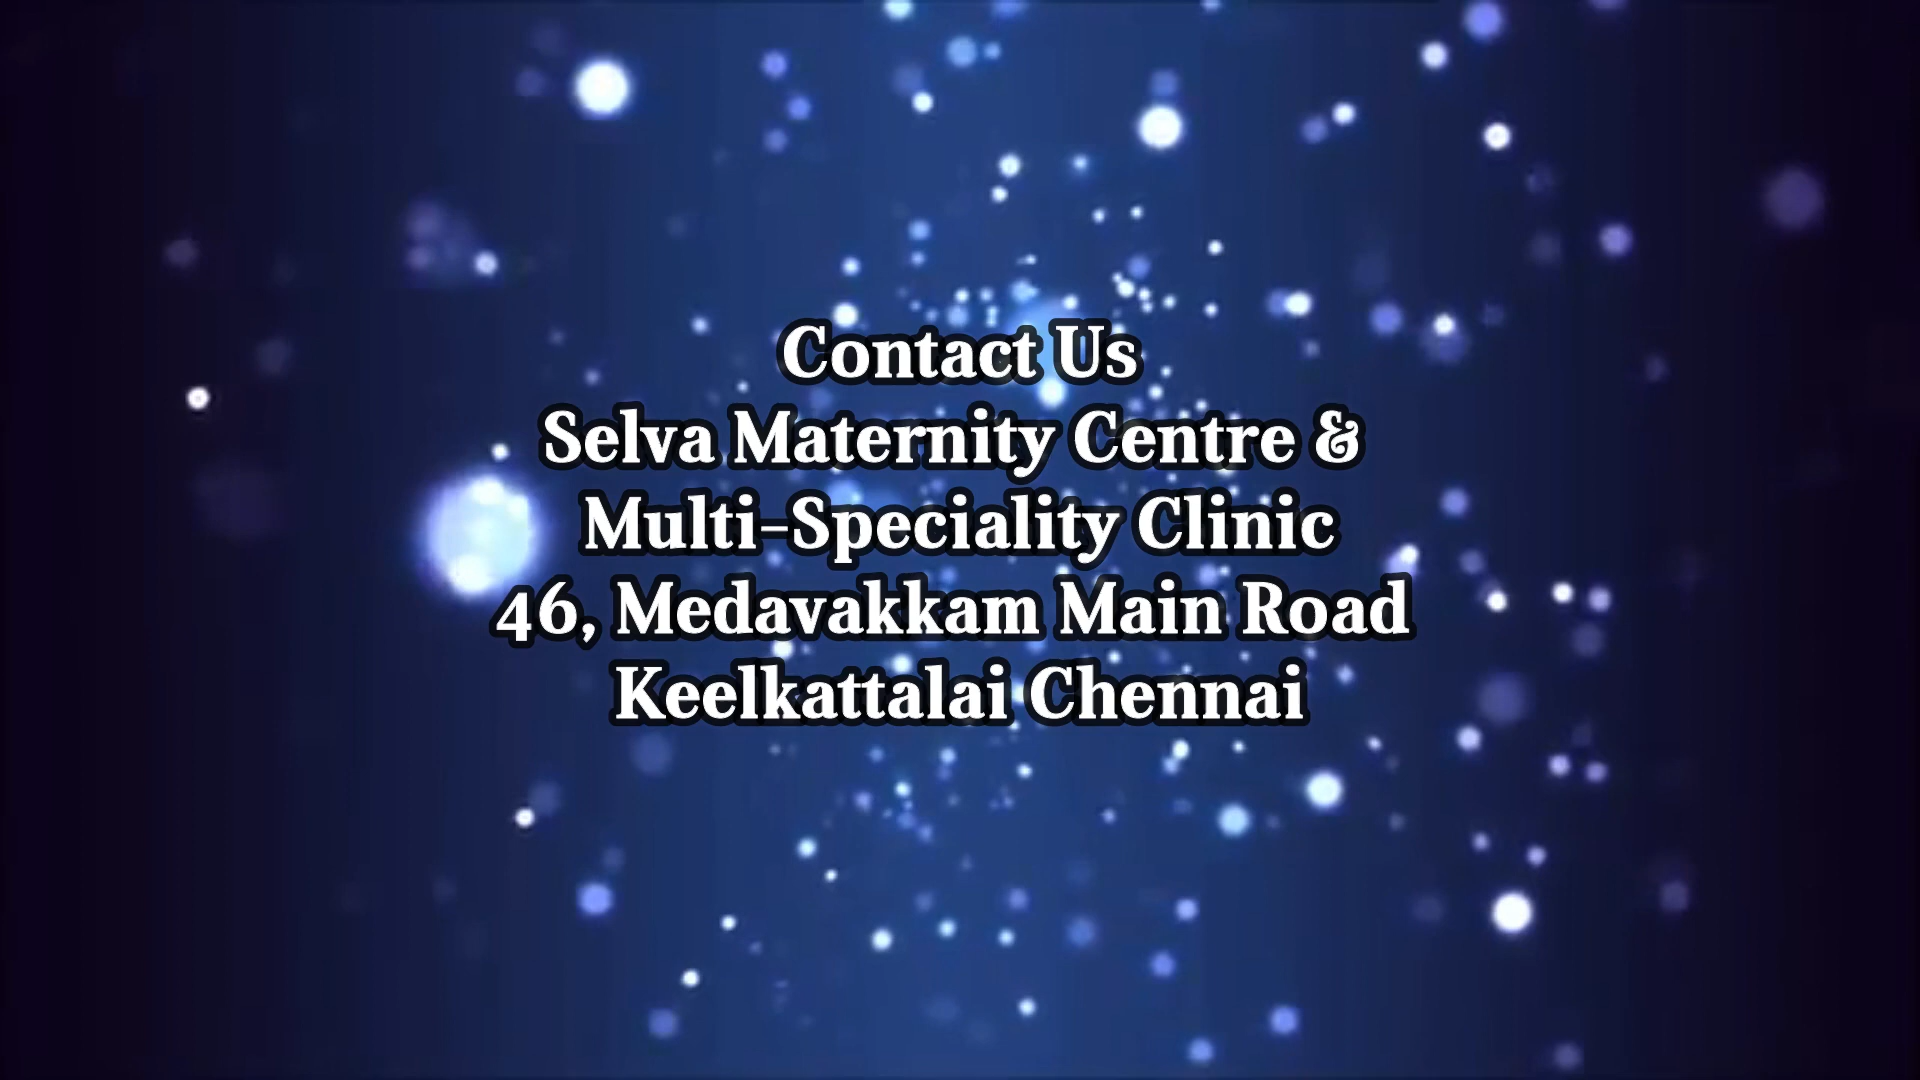 Contact Us
Selva Maternity Centre &
Multi-Speciality Clinic
46, Medavakkam Main Road
Keelkattalai Chennai